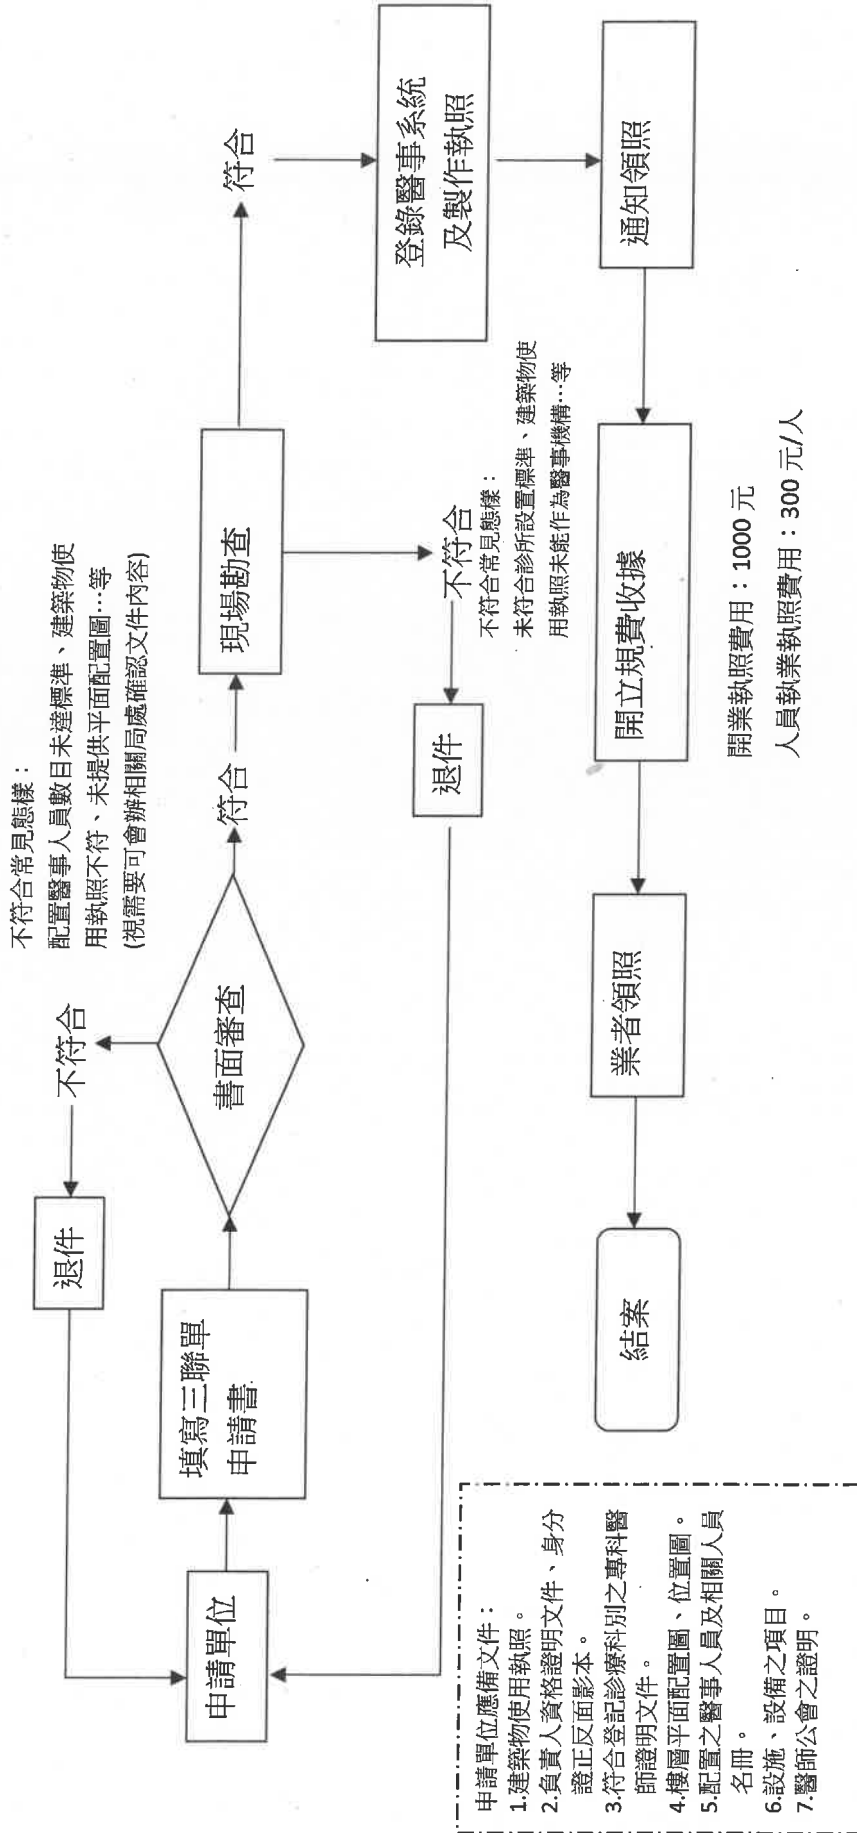 不符合常見態樣：
配置醫事人員數目未達標準、建築物使
用執照不符、未提供平面配置圖…等
(視需要可會辦相關局處確認文件內容)
退件
不符合
申請單位
填寫三聯單
申請書
書面審查
符合
現場勘查
符合
退件
不符合
不符合常見態樣：
未符合診所設置標準、建築物使
用執照未能作為醫事機構…等
登錄醫事系統
及製作執照
結案
業者領照
開立規費收據
通知領照
開業執照費用：1000 元
人員執業執照費用：300 元/人
申請單位應備文件：
1.建築物使用執照。
2.負責人資格證明文件、身分
證正反面影本。
3.符合登記診療科別之專科醫
師證明文件。
4.樓層平面配置圖、位置圖。
5.配置之醫事人員及相關人員
名冊。
6.設施、設備之項目。
7.醫師公會之證明。